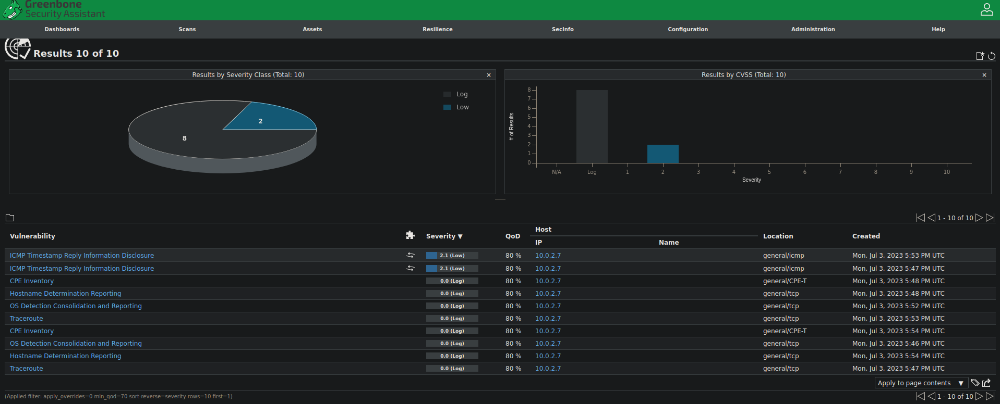 Greenbone
Security Assistant
Dashboards Scans Assets Resilience SecInfo Configuration Administration Help
Results 10 of 10
Results by Severity Class (Total: 10) ×
Log
Low
2
8
Results by CVSS (Total: 10) ×
# of Results
8
7
6
5
4
3
2
1
0
N/A Log 1 2 3 4 5 6 7 8 9 10
Severity
1 - 10 of 10
Vulnerability Severity ▼ QoD Host Location Created
IP Name
ICMP Timestamp Reply Information Disclosure 2.1 (Low) 80 % 10.0.2.7 general/icmp Mon, Jul 3, 2023 5:53 PM UTC
ICMP Timestamp Reply Information Disclosure 2.1 (Low) 80 % 10.0.2.7 general/icmp Mon, Jul 3, 2023 5:47 PM UTC
CPE Inventory 0.0 (Log) 80 % 10.0.2.7 general/CPE-T Mon, Jul 3, 2023 5:48 PM UTC
Hostname Determination Reporting 0.0 (Log) 80 % 10.0.2.7 general/tcp Mon, Jul 3, 2023 5:48 PM UTC
OS Detection Consolidation and Reporting 0.0 (Log) 80 % 10.0.2.7 general/tcp Mon, Jul 3, 2023 5:52 PM UTC
Traceroute 0.0 (Log) 80 % 10.0.2.7 general/tcp Mon, Jul 3, 2023 5:53 PM UTC
CPE Inventory 0.0 (Log) 80 % 10.0.2.7 general/CPE-T Mon, Jul 3, 2023 5:54 PM UTC
OS Detection Consolidation and Reporting 0.0 (Log) 80 % 10.0.2.7 general/tcp Mon, Jul 3, 2023 5:46 PM UTC
Hostname Determination Reporting 0.0 (Log) 80 % 10.0.2.7 general/tcp Mon, Jul 3, 2023 5:54 PM UTC
Traceroute 0.0 (Log) 80 % 10.0.2.7 general/tcp Mon, Jul 3, 2023 5:47 PM UTC
Apply to page contents ▼
(Applied filter: apply_overrides=0 min_qod=70 sort-reverse=severity rows=10 first=1) 1 - 10 of 10